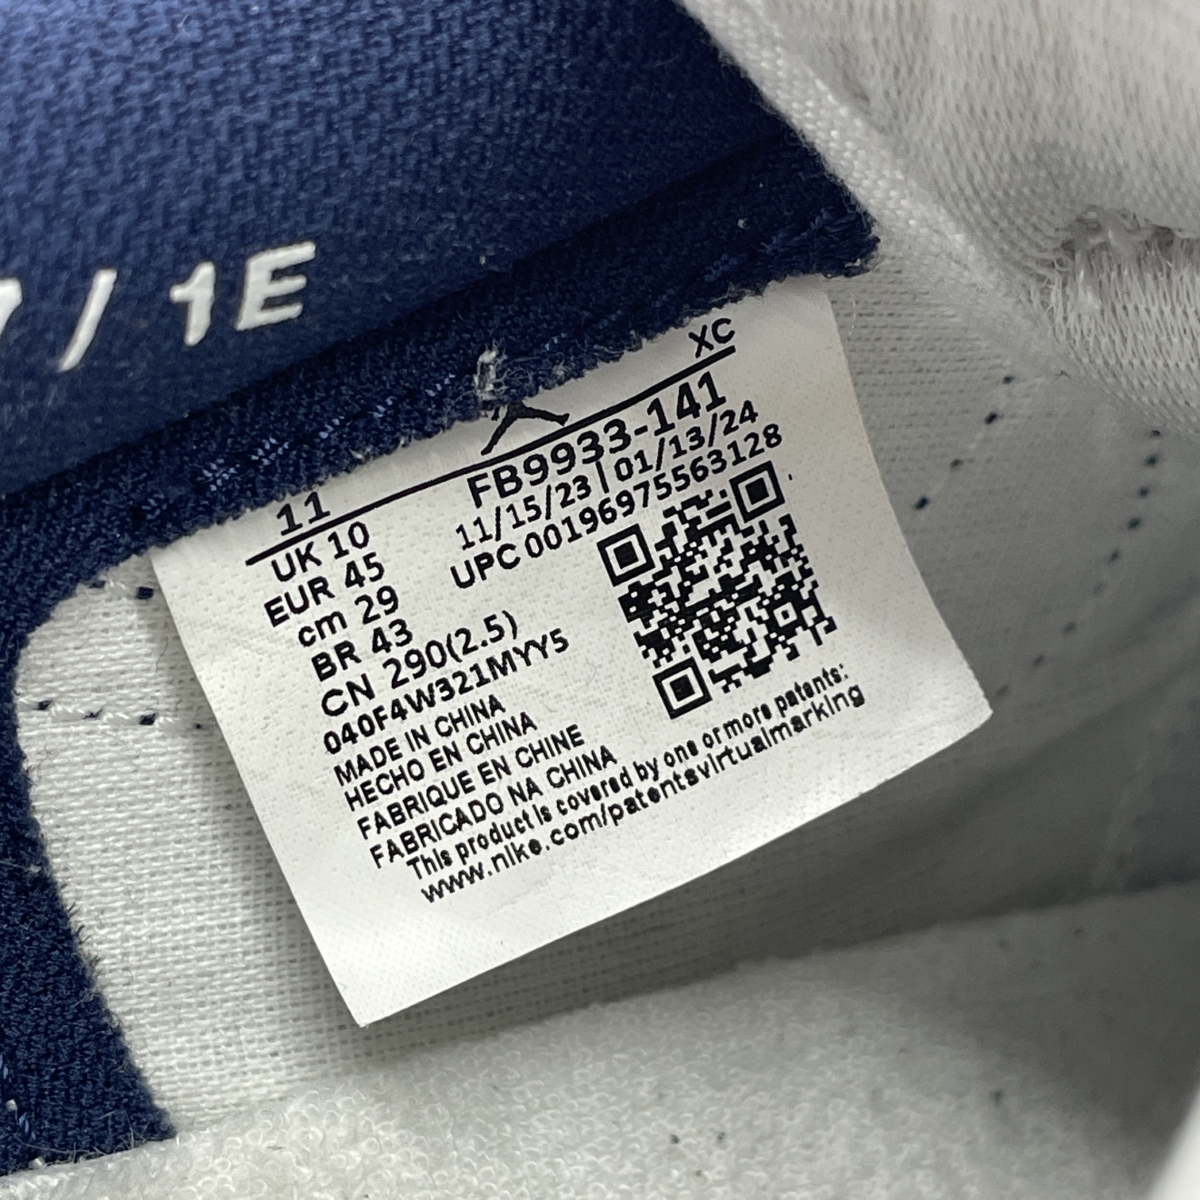 / 1E
XC
11
FB9933-141
UK 10
11/15/23 | 01/13/24
EUR 45
UPC 00196975563128
cm 29
BR 43
CN 290(2.5)
040F4W321MYY5
MADE IN CHINA
HECHO EN CHINA
FABRIQUE EN CHINE
FABRICADO NA CHINA
This product is covered by one or more patents:
www.nike.com/patentsvirtualmarking